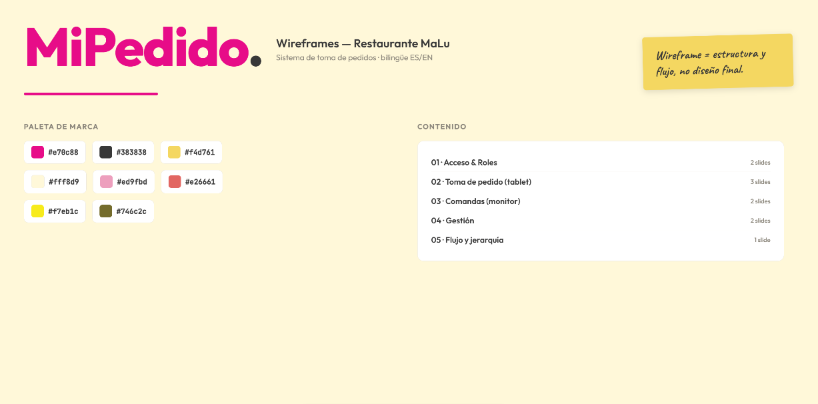 MiPedido.
Wireframes — Restaurante MaLu
Sistema de toma de pedidos · bilingüe ES/EN
Wireframe = estructura y
flujo, no diseño final.
PALETA DE MARCA
#e70c88 #383838 #f4d761
#fff8d9 #ed9fbd #e26661
#f7eb1c #746c2c
CONTENIDO
01 · Acceso & Roles 2 slides
02 · Toma de pedido (tablet) 3 slides
03 · Comandas (monitor) 2 slides
04 · Gestión 2 slides
05 · Flujo y jerarquía 1 slide